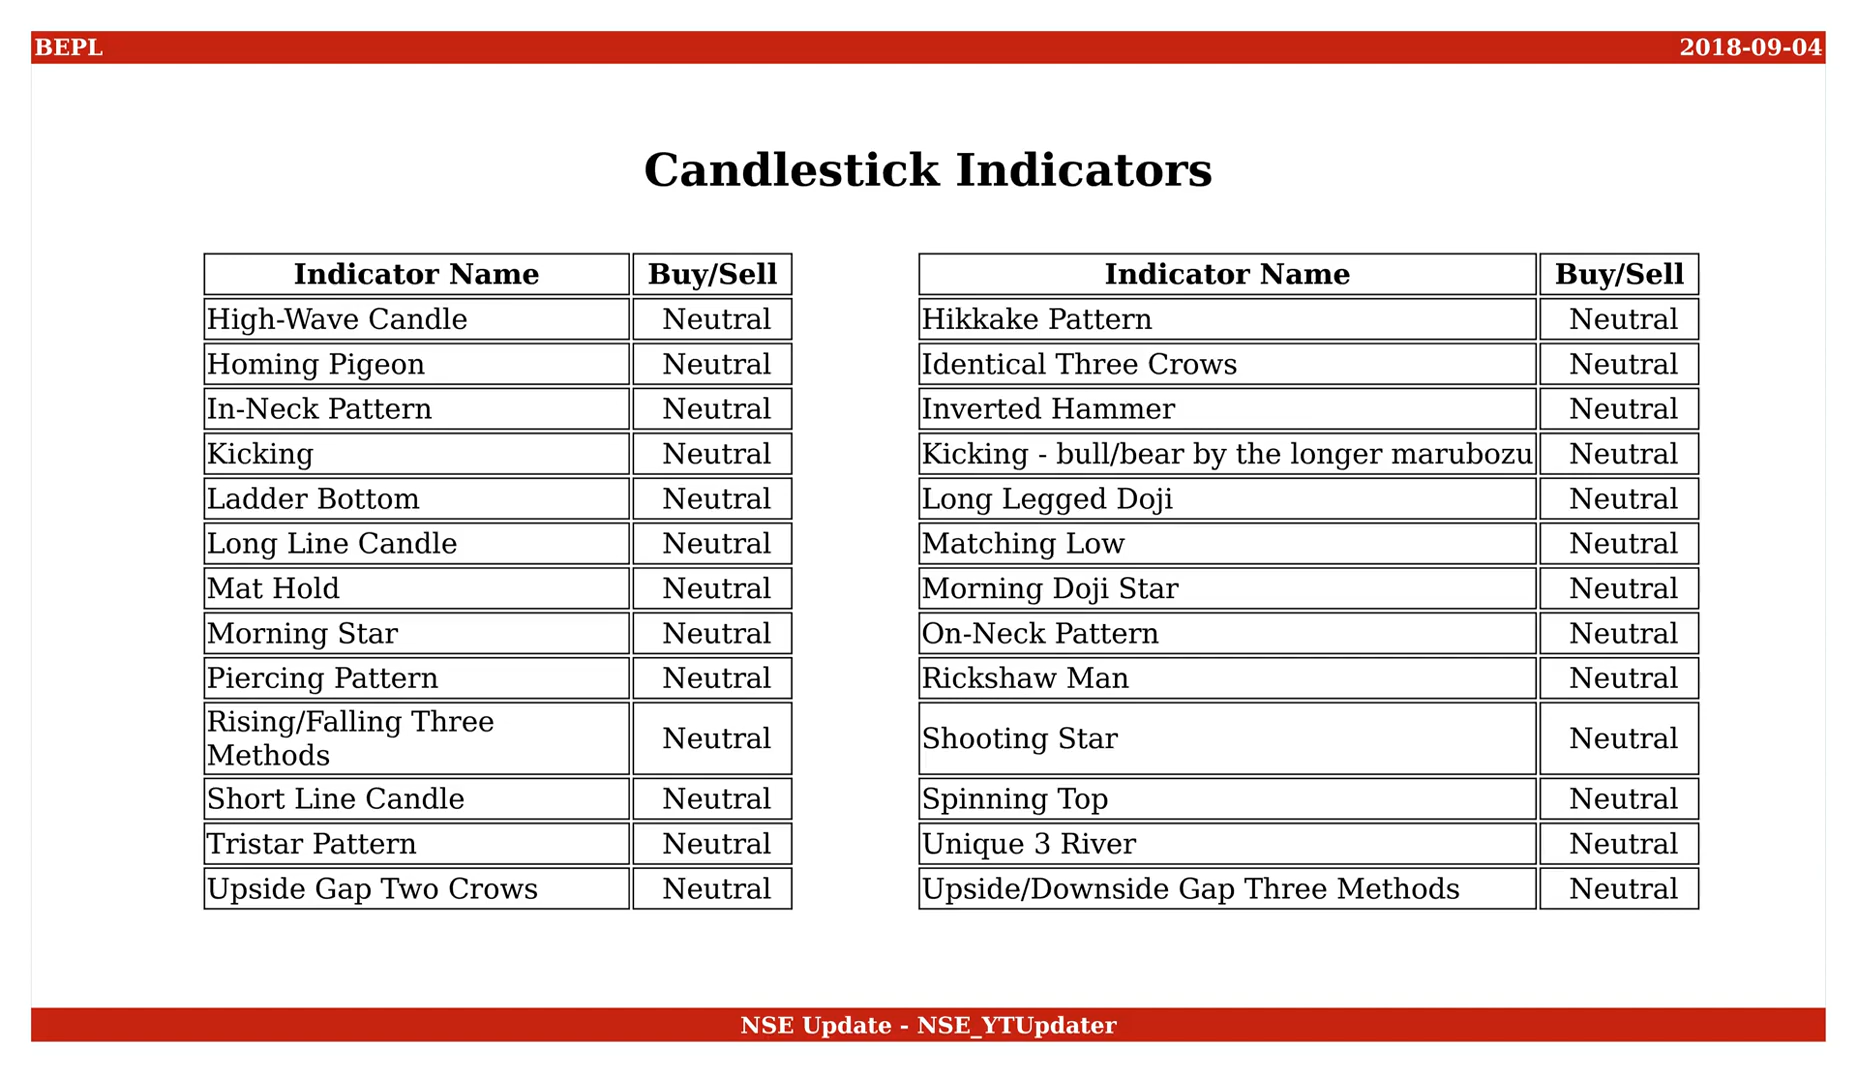 BEPL 2018-09-04
Candlestick Indicators
Indicator Name Buy/Sell
High-Wave Candle Neutral
Homing Pigeon Neutral
In-Neck Pattern Neutral
Kicking Neutral
Ladder Bottom Neutral
Long Line Candle Neutral
Mat Hold Neutral
Morning Star Neutral
Piercing Pattern Neutral
Rising/Falling Three
Methods Neutral
Short Line Candle Neutral
Tristar Pattern Neutral
Upside Gap Two Crows Neutral
Indicator Name Buy/Sell
Hikkake Pattern Neutral
Identical Three Crows Neutral
Inverted Hammer Neutral
Kicking - bull/bear by the longer marubozu Neutral
Long Legged Doji Neutral
Matching Low Neutral
Morning Doji Star Neutral
On-Neck Pattern Neutral
Rickshaw Man Neutral
Shooting Star Neutral
Spinning Top Neutral
Unique 3 River Neutral
Upside/Downside Gap Three Methods Neutral
NSE Update - NSE_YTUpdater